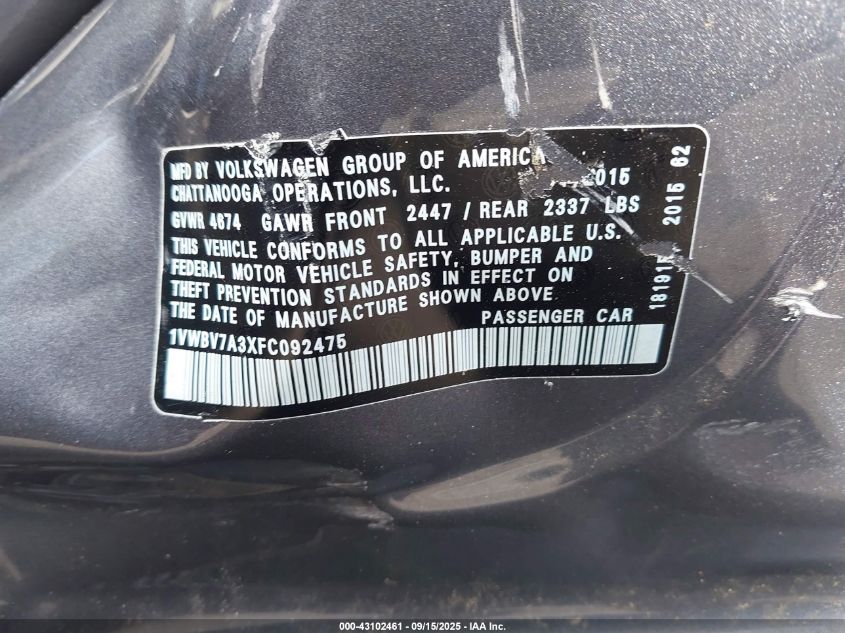 MFD BY VOLKSWAGEN GROUP OF AMERICA
CHATTANOOGA OPERATIONS, LLC. 2015
GVWR 4674 GAWR FRONT 2447 / REAR 2337 LBS
THIS VEHICLE CONFORMS TO ALL APPLICABLE U.S.
FEDERAL MOTOR VEHICLE SAFETY, BUMPER AND
THEFT PREVENTION STANDARDS IN EFFECT ON
THE DATE OF MANUFACTURE SHOWN ABOVE
PASSENGER CAR
1VWBV7A3XFC092475
2015 62
000-43102461 - 09/15/2025 - IAA Inc.